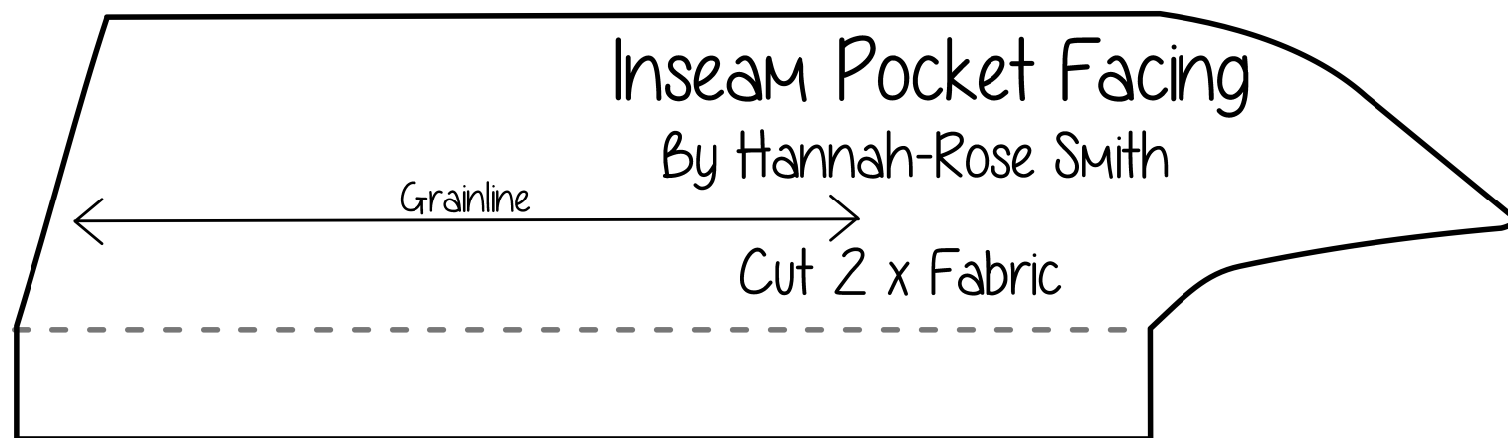 Inseam Pocket Facing
By Hannah-Rose Smith
Grainline
Cut 2 x Fabric